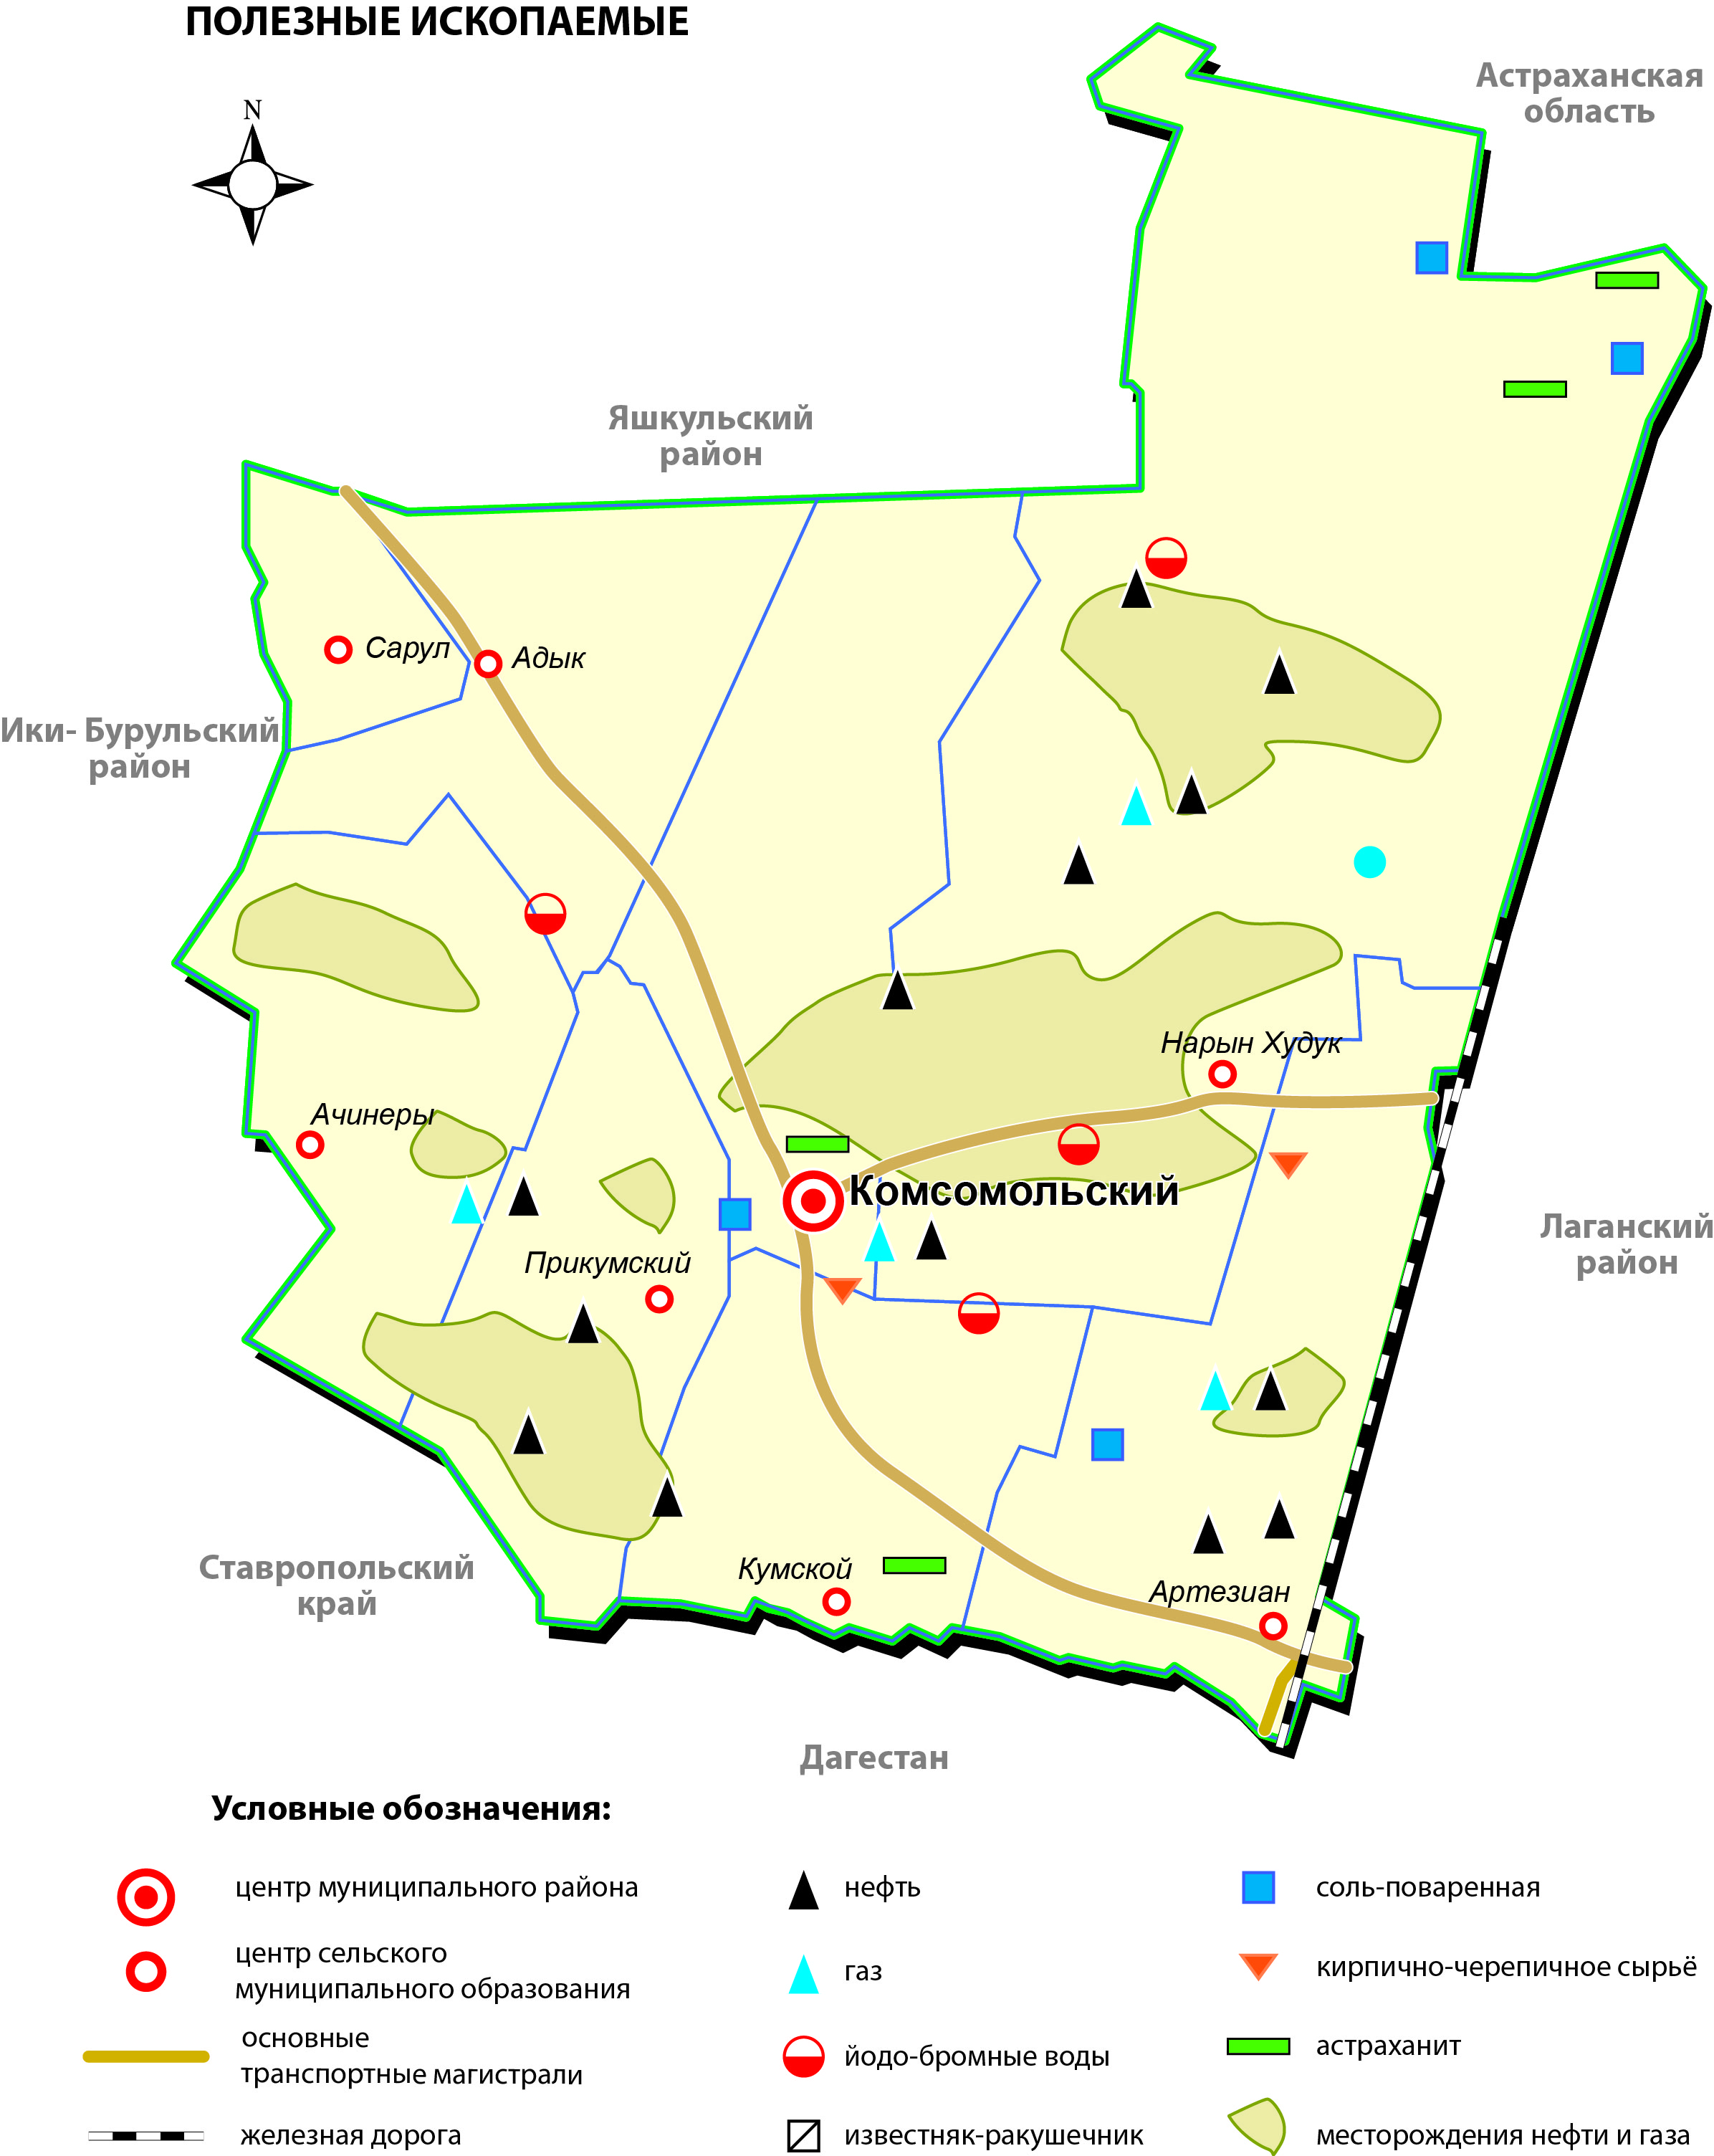 ПОЛЕЗНЫЕ ИСКОПАЕМЫЕ
N
Астраханская
область
Яшкульский
район
Сарул
Адык
Ики- Бурульский
район
Нарын Худук
Ачинеры
Комсомольский
Лаганский
район
Прикумский
Ставропольский
край
Кумской
Артезиан
Дагестан
Условные обозначения:
центр муниципального района
центр сельского
муниципального образования
основные
транспортные магистрали
железная дорога
нефть
газ
йодо-бромные воды
известняк-ракушечник
соль-поваренная
кирпично-черепичное сырьё
астраханит
месторождения нефти и газа